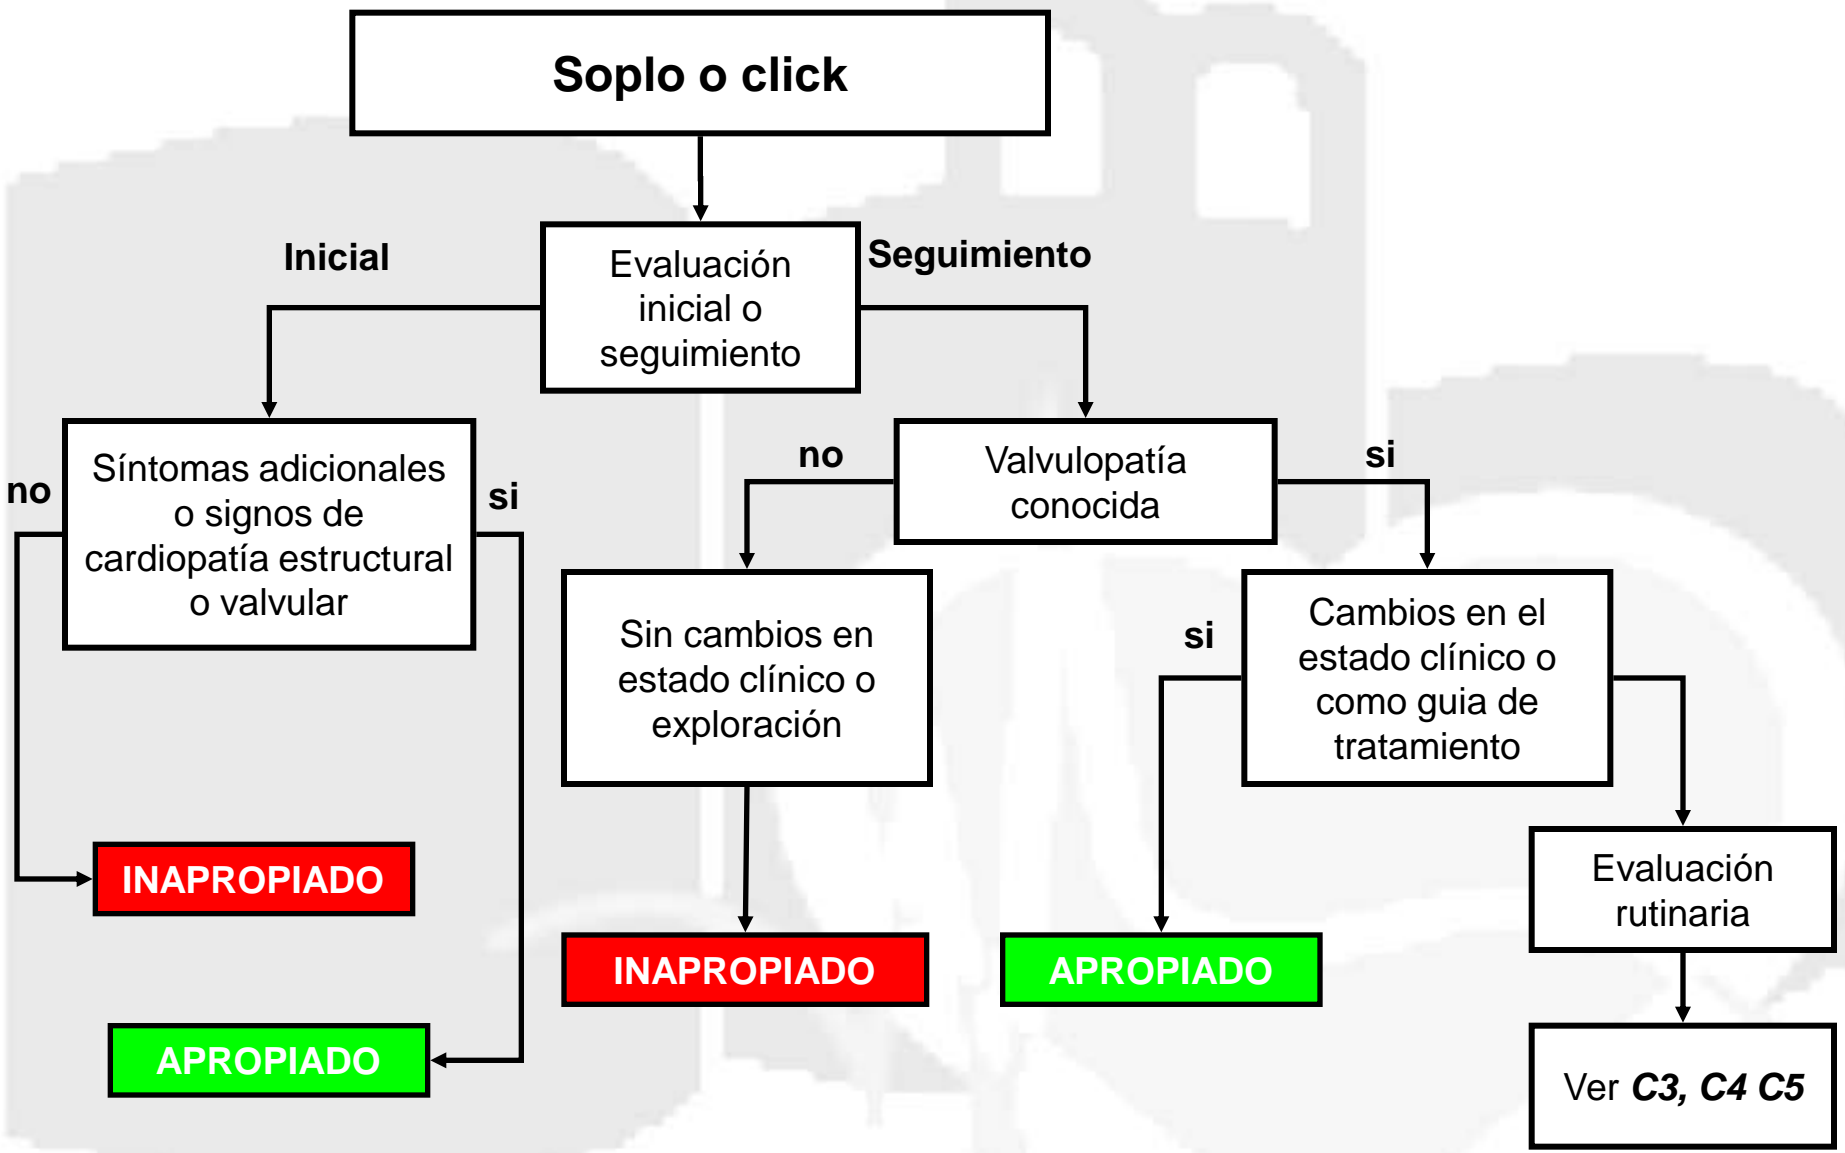 Soplo o click
Inicial
Evaluación
inicial o
seguimiento
Seguimiento
no
Síntomas adicionales
o signos de
cardiopatía estructural
o valvular
si
no
Valvulopatía
conocida
si
Sin cambios en
estado clínico o
exploración
si
Cambios en el
estado clínico o
como guia de
tratamiento
INAPROPIADO
Evaluación
rutinaria
INAPROPIADO
APROPIADO
APROPIADO
Ver C3, C4 C5